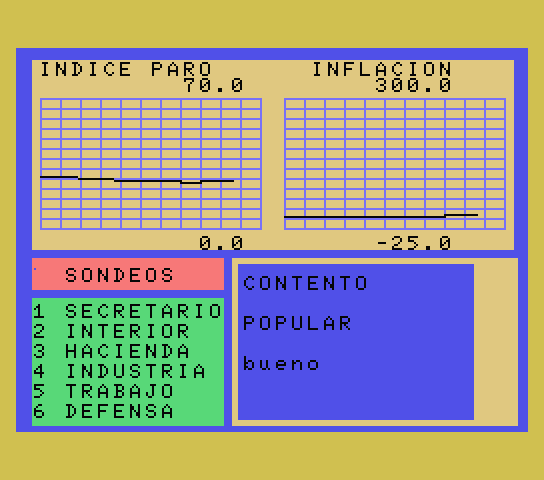 INDICE PARO
70.0
0.0
INFLACION
300.0
-25.0
SONDEOS
1 SECRETARIO
2 INTERIOR
3 HACIENDA
4 INDUSTRIA
5 TRABAJO
6 DEFENSA
CONTENTO
POPULAR
bueno